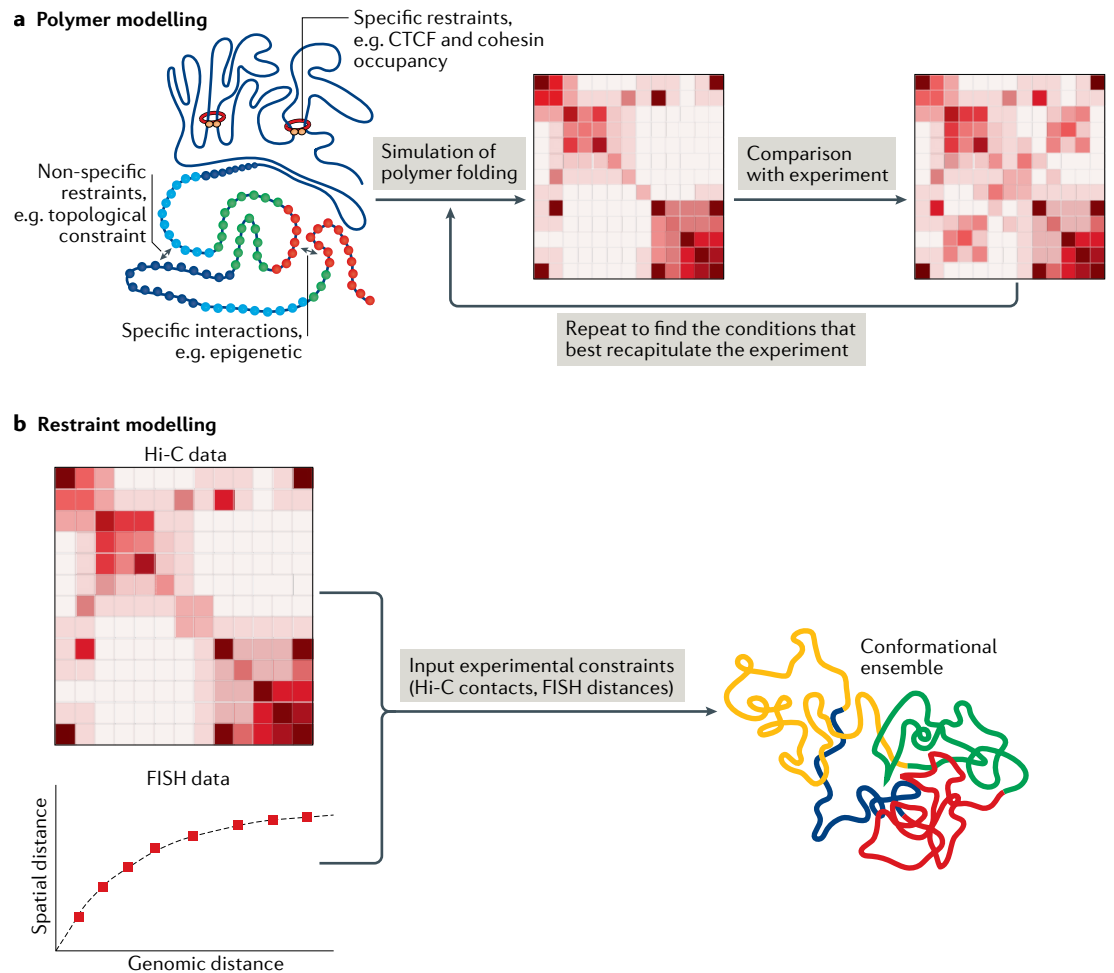 a Polymer modelling
Specific restraints,
e.g. CTCF and cohesin
occupancy
Non-specific
restraints,
e.g. topological
constraint
Specific interactions,
e.g. epigenetic
Simulation of
polymer folding
Comparison
with experiment
Repeat to find the conditions that
best recapitulate the experiment
b Restraint modelling
Hi-C data
FISH data
Spatial distance
Genomic distance
Input experimental constraints
(Hi-C contacts, FISH distances)
Conformational
ensemble